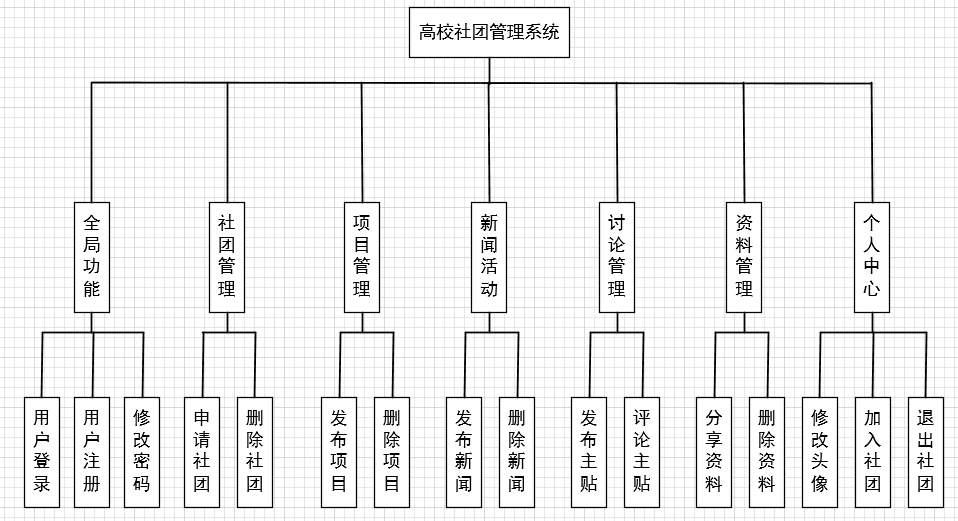 高校社团管理系统
全局功能
社团管理
项目管理
新闻活动
讨论管理
资料管理
个人中心
用户登录
用户注册
修改密码
申请社团
删除社团
发布项目
删除项目
发布新闻
删除新闻
发布主贴
评论主贴
分享资料
删除资料
修改头像
加入社团
退出社团